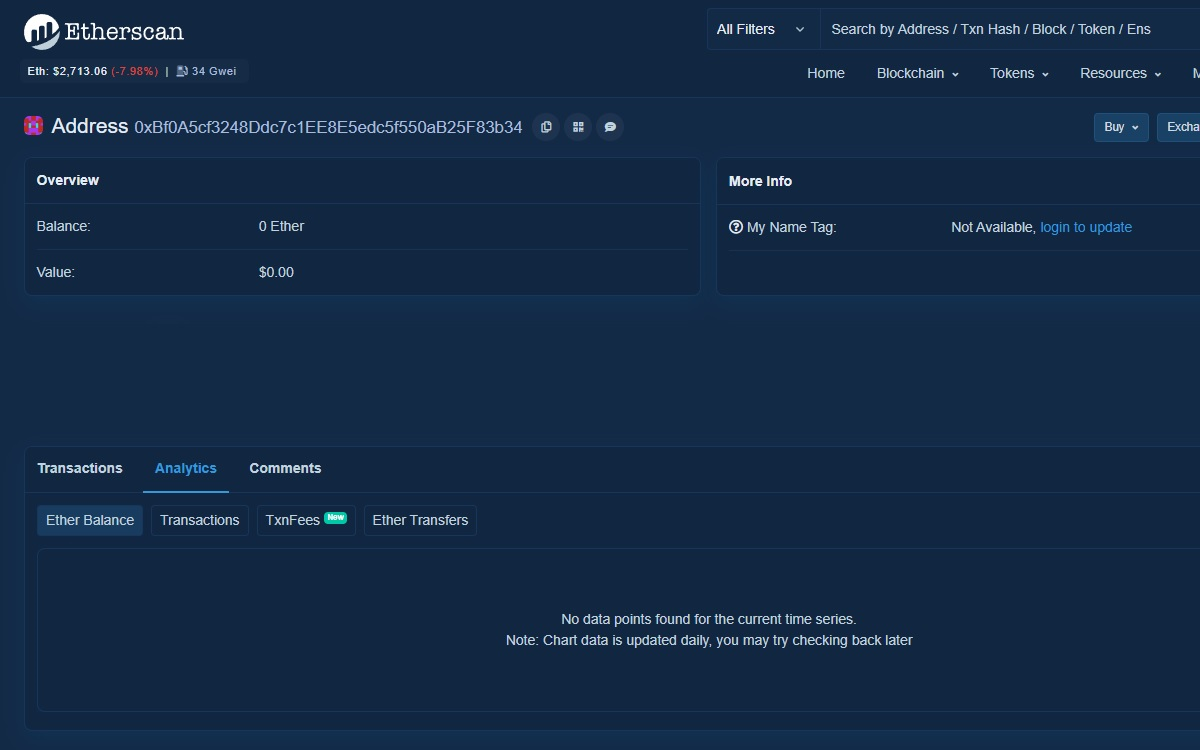 Etherscan
All Filters
Search by Address / Txn Hash / Block / Token / Ens
Eth: $2,713.06 (-7.98%) | 34 Gwei
Home Blockchain Tokens Resources M
Address 0xBf0A5cf3248Ddc7c1EE8E5edc5f550aB25F83b34
Buy Excha
Overview
Balance: 0 Ether
Value: $0.00
More Info
My Name Tag: Not Available, login to update
Transactions Analytics Comments
Ether Balance Transactions TxnFees New Ether Transfers
No data points found for the current time series.
Note: Chart data is updated daily, you may try checking back later